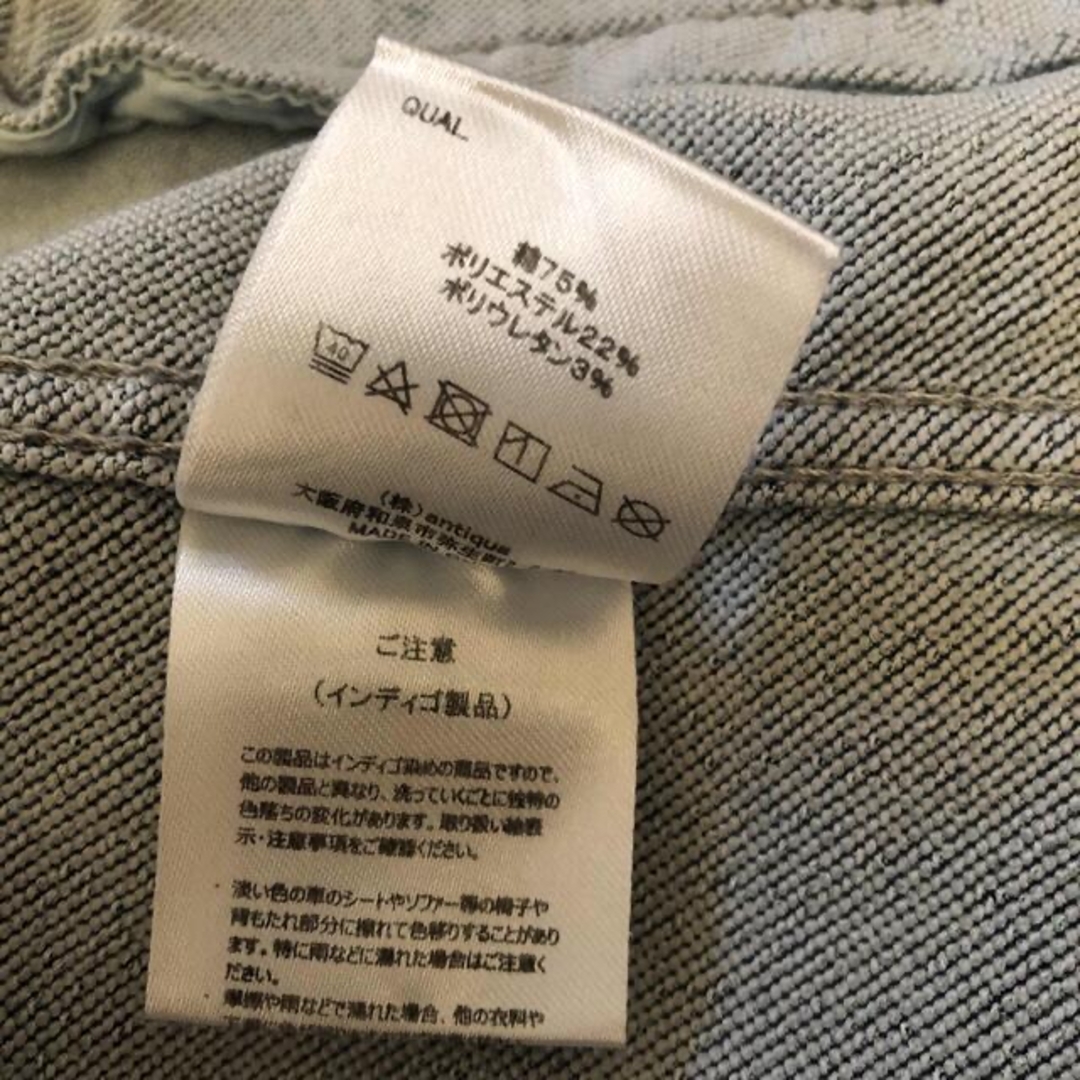 QUAL
綿75%
ポリエステル22%
ポリウレタン3%
40
(株)antique
大阪府和泉市弥生町
MADE IN
ご注意
(インディゴ製品)
この製品はインディゴ染めの商品ですので、
他の製品と異なり、洗っていくごとに独特の
色落ちの変化があります。取り扱い絵表
示・注意事項をご確認ください。
淡い色の車のシートやソファー等の椅子や
背もたれ部分に擦れて色移りすることがあり
ます。特に雨などに濡れた場合はご注意く
ださい。
摩擦や雨などで濡れた場合、他の衣料や